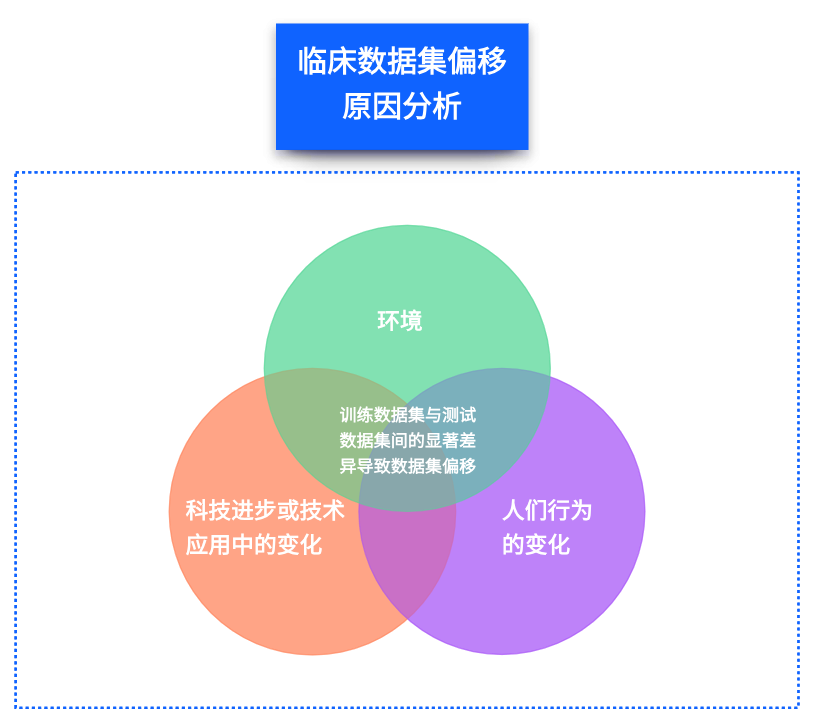 临床数据集偏移
原因分析
环境
训练数据集与测试
数据集间的显著差
异导致数据集偏移
科技进步或技术
应用中的变化
人们行为
的变化